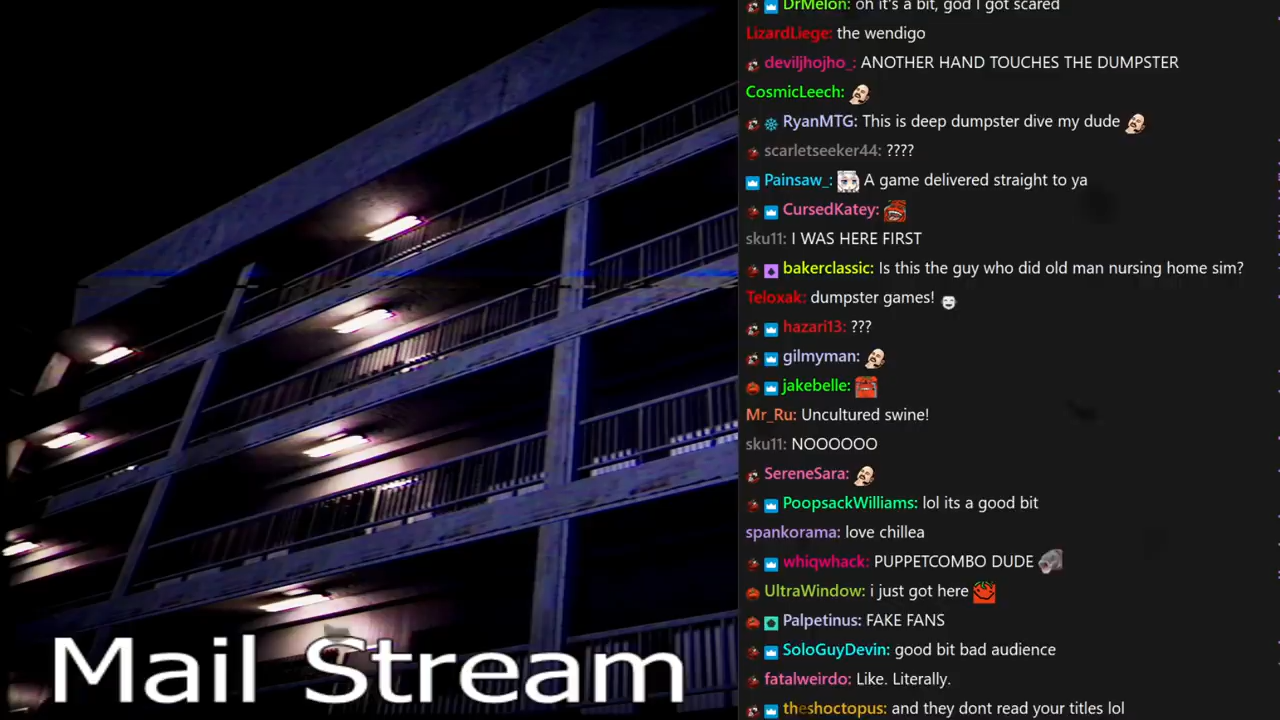 DrMelon: oh it's a bit, god I got scared
LizardLiege: the wendigo
deviljhojho_: ANOTHER HAND TOUCHES THE DUMPSTER
CosmicLeech:
RyanMTG: This is deep dumpster dive my dude
scarletseeker44: ????
Painsaw_: A game delivered straight to ya
CursedKatey:
sku11: I WAS HERE FIRST
bakerclassic: Is this the guy who did old man nursing home sim?
Teloxak: dumpster games!
hazari13: ???
gilmyman:
jakebelle:
Mr_Ru: Uncultured swine!
sku11: NOOOOOO
SereneSara:
PoopsackWilliams: lol its a good bit
spankorama: love chillea
whiqwhack: PUPPETCOMBO DUDE
UltraWindow: i just got here
Palpetinus: FAKE FANS
SoloGuyDevin: good bit bad audience
fatalweirdo: Like. Literally.
theshoctopus: and they dont read your titles lol
Mail Stream